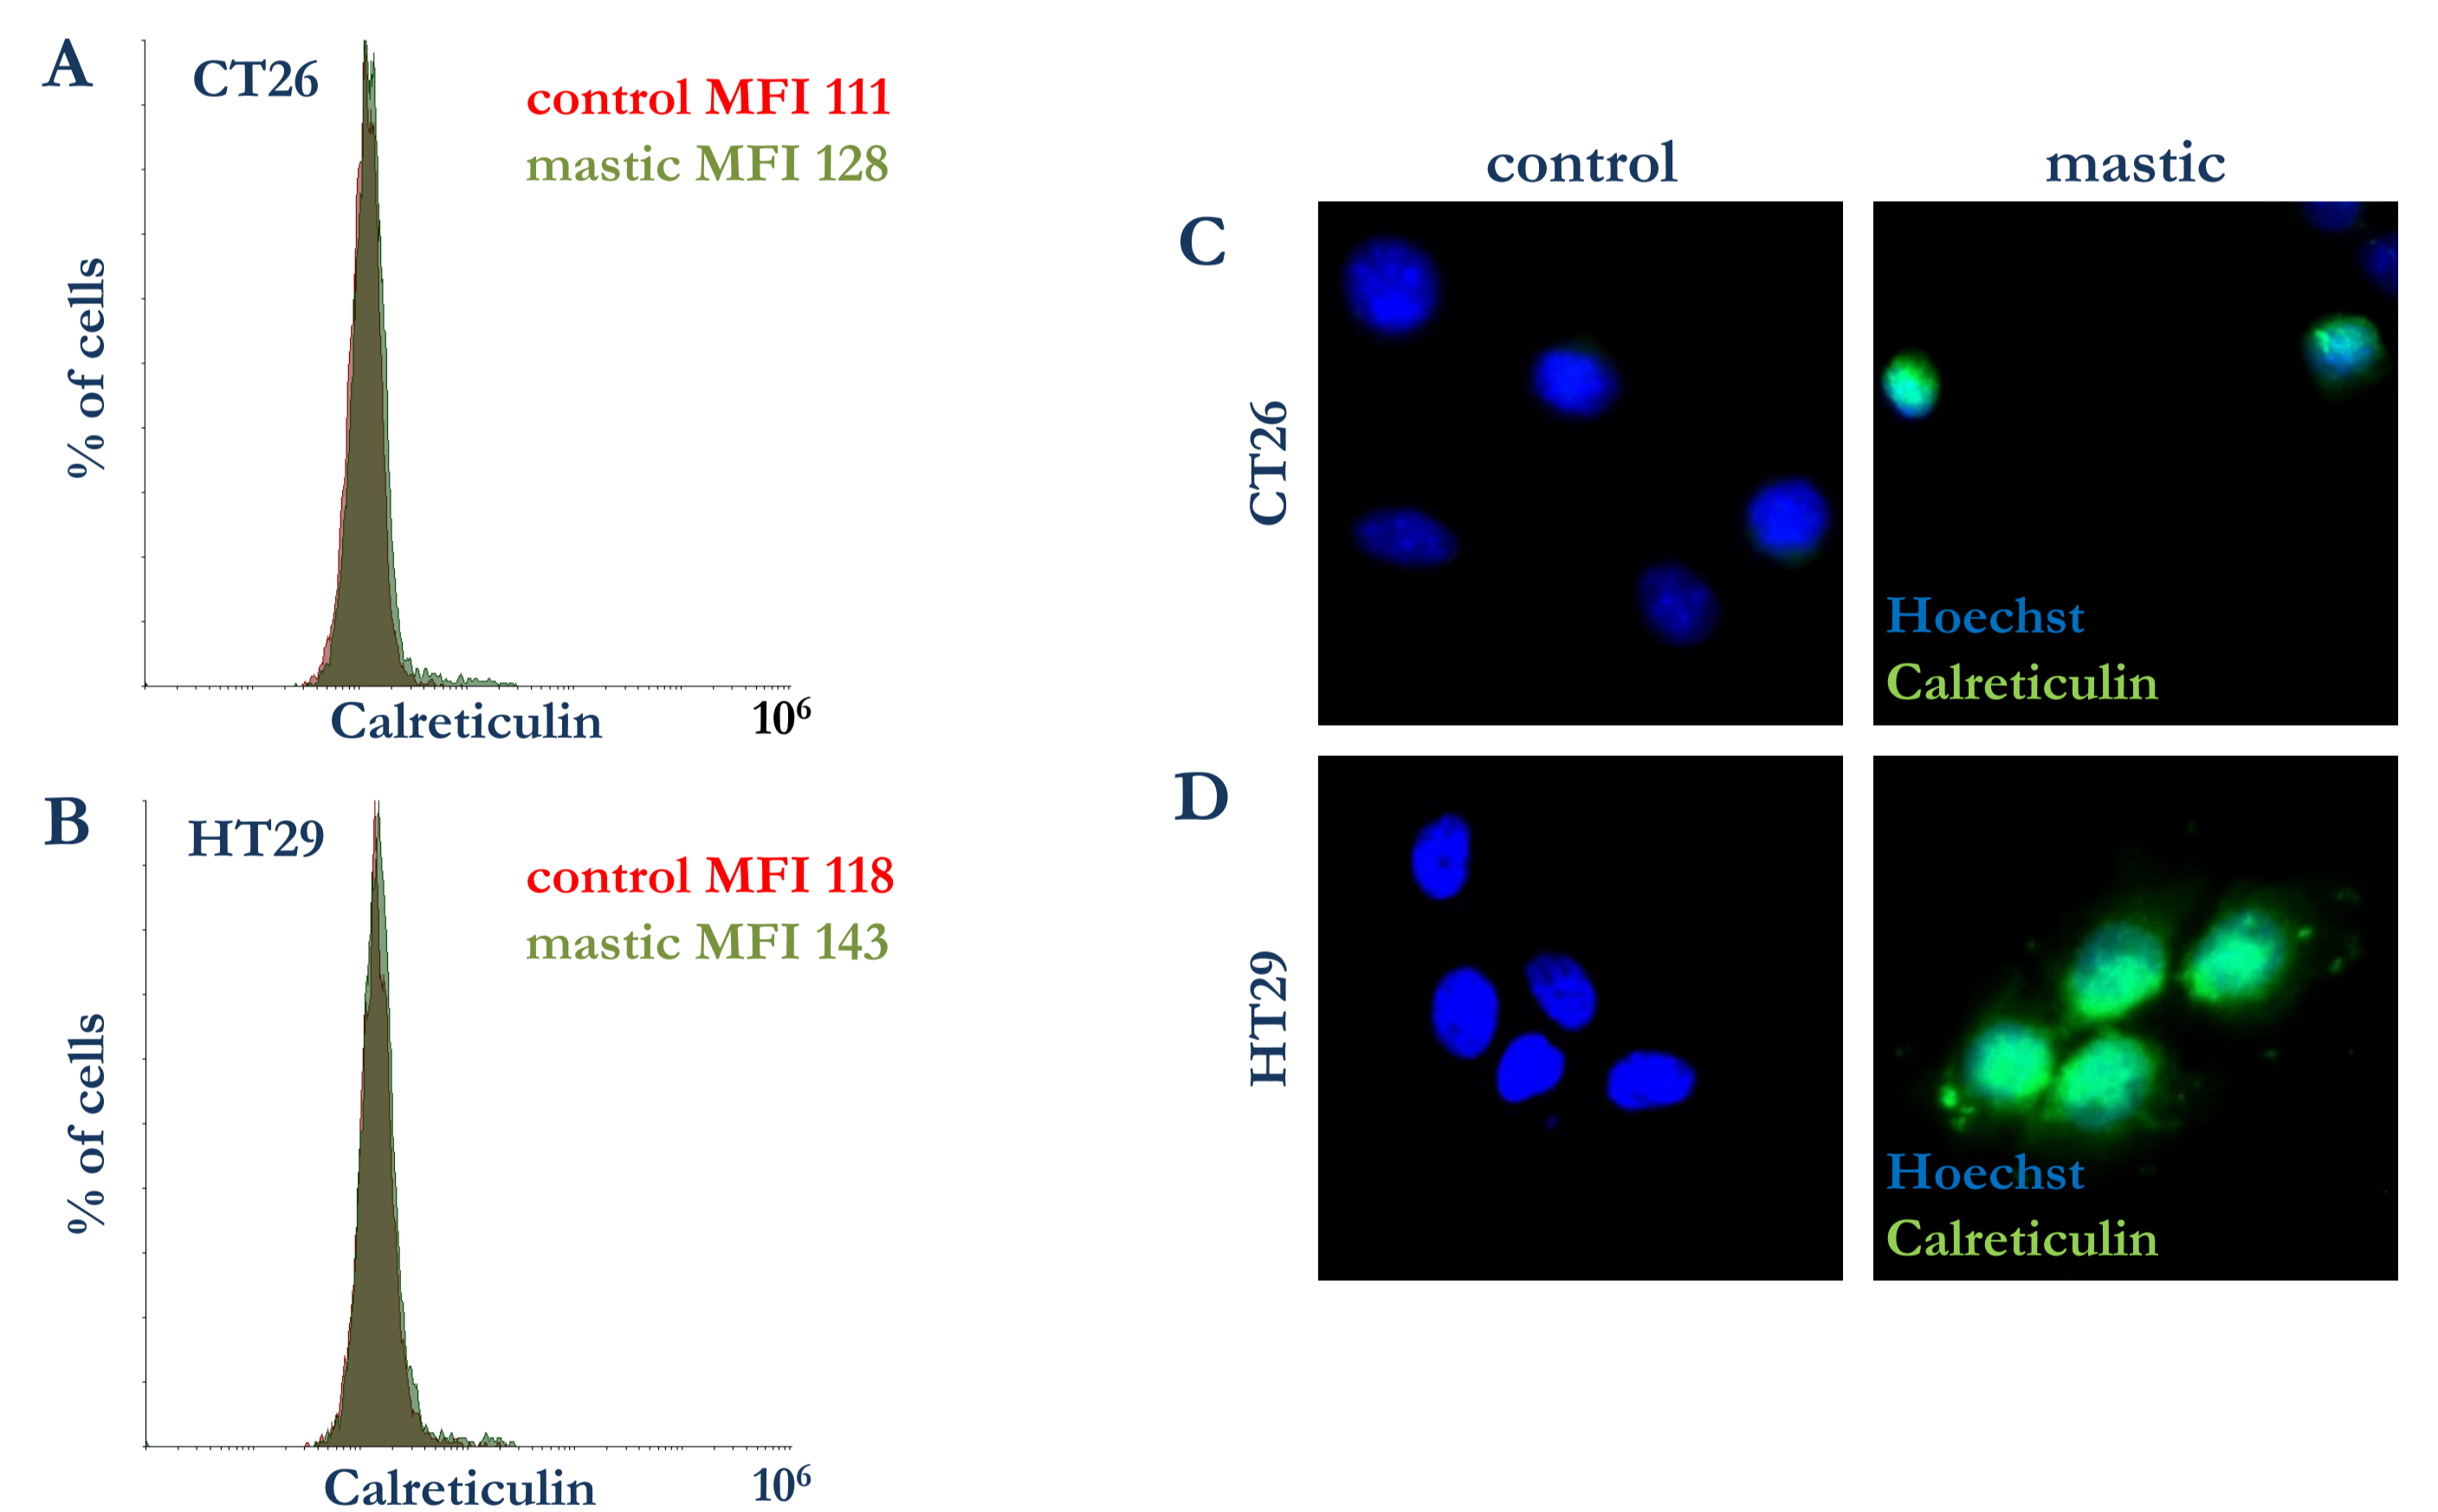 A
CT26
control MFI 111
mastic MFI 128
% of cells
Calreticulin
10⁶
B
HT29
control MFI 118
mastic MFI 143
% of cells
Calreticulin
10⁶
control
mastic
C
CT26
Hoechst
Calreticulin
D
HT29
Hoechst
Calreticulin